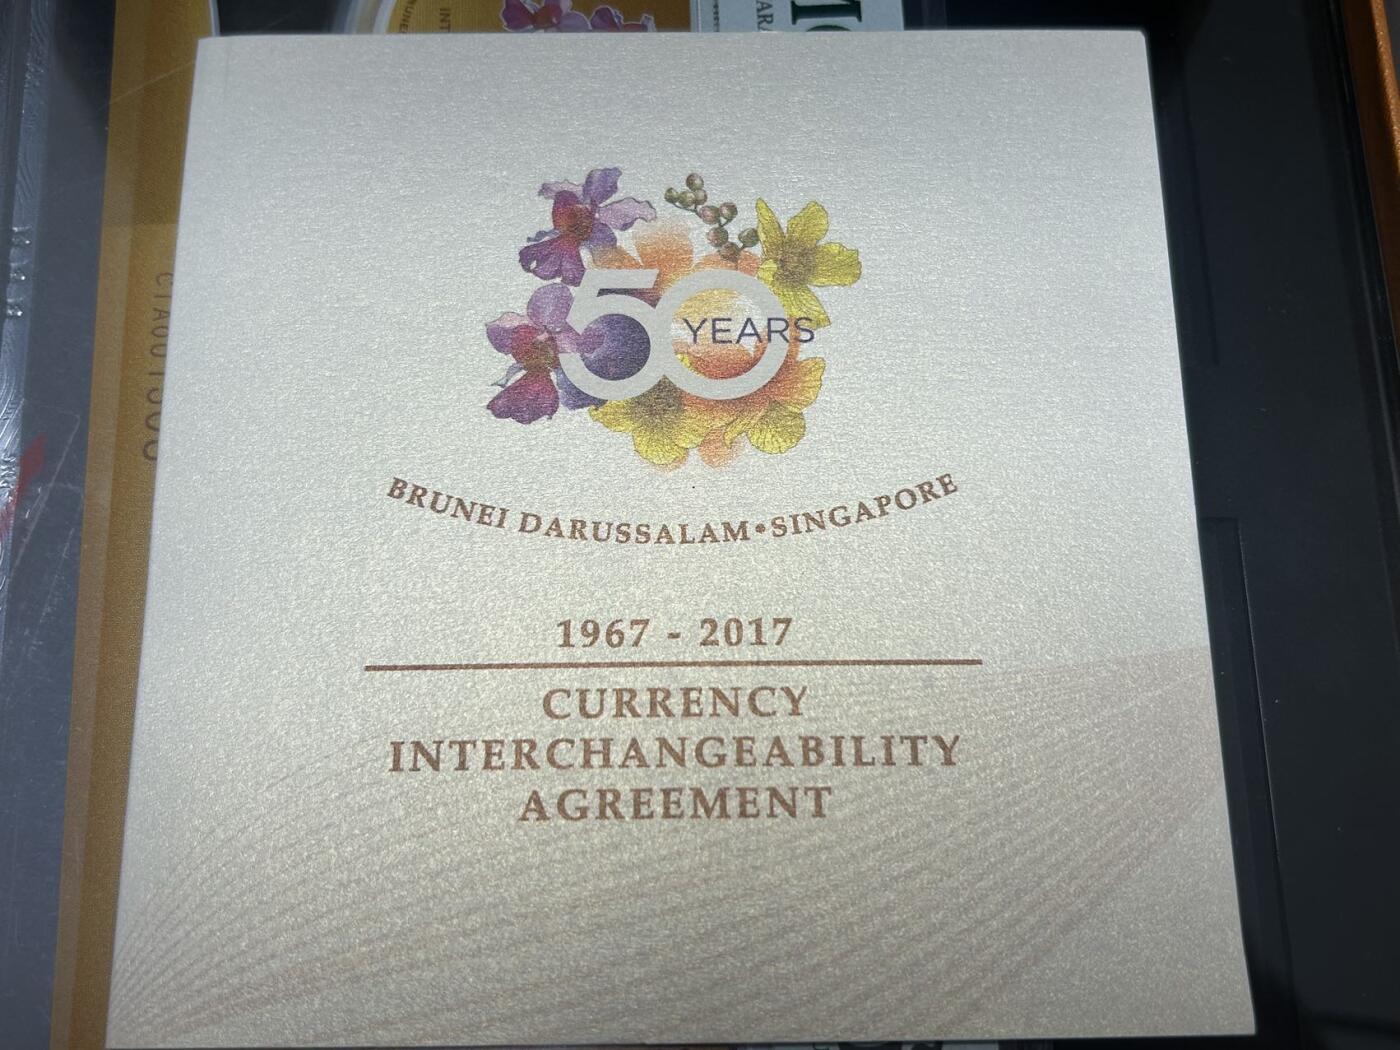 50
YEARS
BRUNEI DARUSSALAM•SINGAPORE
1967 - 2017
CURRENCY
INTERCHANGEABILITY
AGREEMENT